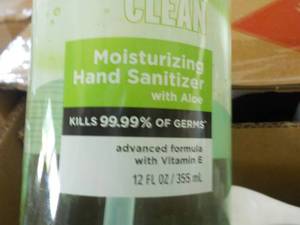 CLEAN
Moisturizing
Hand Sanitizer
with Aloe
KILLS 99.99% OF GERMS*
advanced formula
with Vitamin E
12 FL OZ / 355 mL